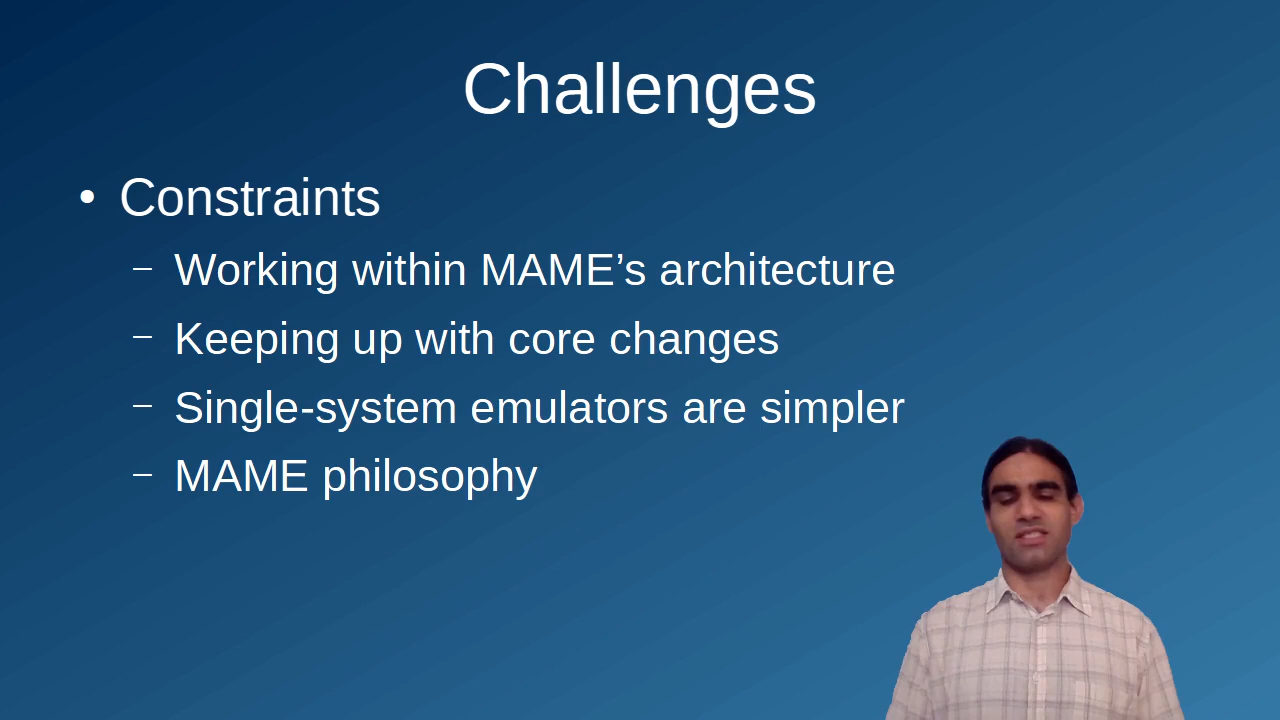 Challenges
• Constraints
– Working within MAME’s architecture
– Keeping up with core changes
– Single-system emulators are simpler
– MAME philosophy